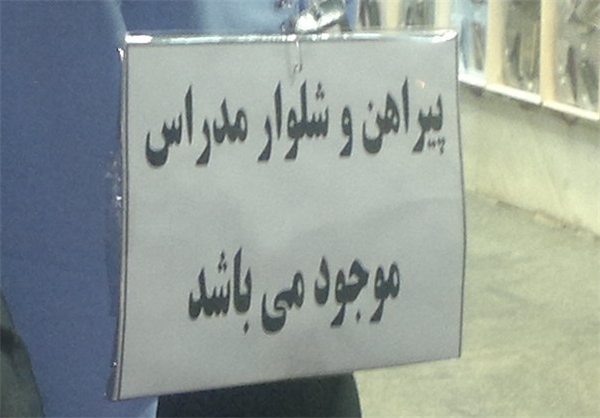 پیراهن و شلوار مدراس
موجود می باشد